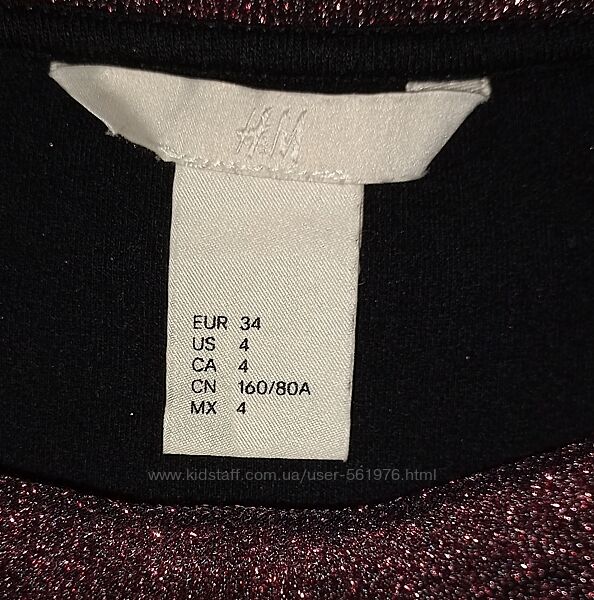 H&M
EUR 34
US 4
CA 4
CN 160/80A
MX 4
www.kidstaff.com.ua/user-561976.html